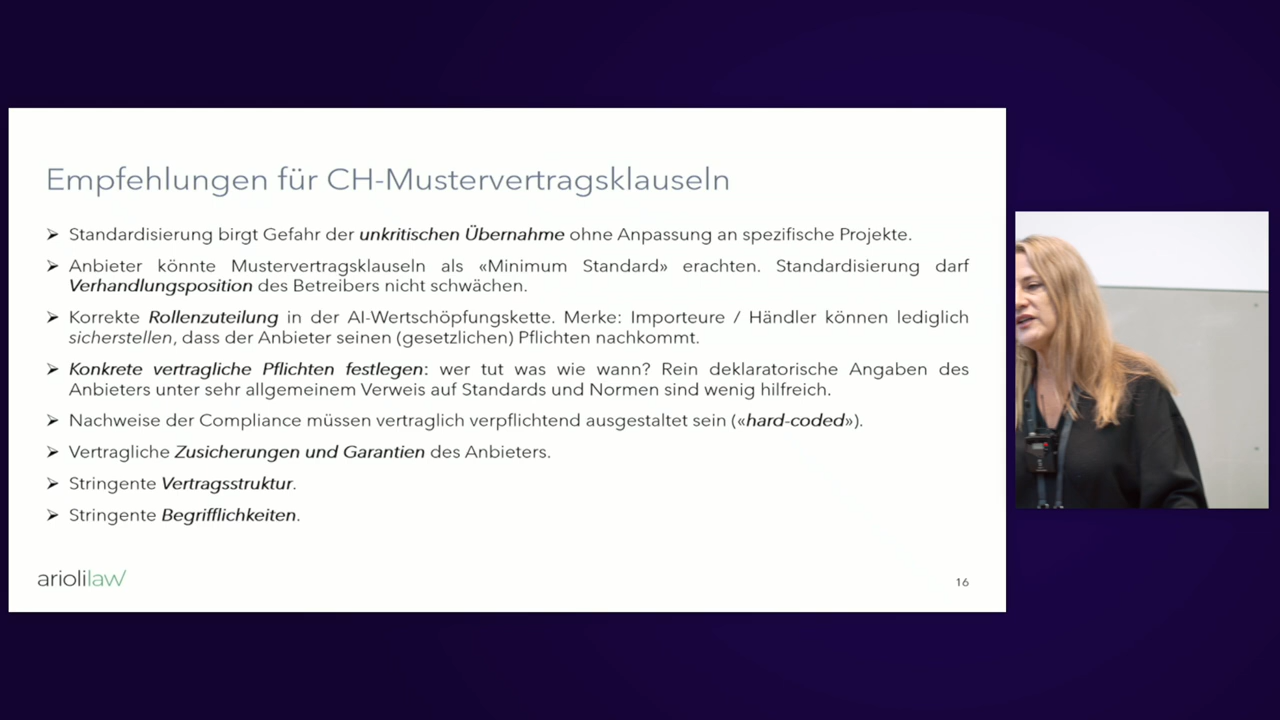 Empfehlungen für CH-Mustervertragsklauseln
➤ Standardisierung birgt Gefahr der unkritischen Übernahme ohne Anpassung an spezifische Projekte.
➤ Anbieter könnte Mustervertragsklauseln als «Minimum Standard» erachten. Standardisierung darf
Verhandlungsposition des Betreibers nicht schwächen.
➤ Korrekte Rollenzuteilung in der AI-Wertschöpfungskette. Merke: Importeure / Händler können lediglich
sicherstellen, dass der Anbieter seinen (gesetzlichen) Pflichten nachkommt.
➤ Konkrete vertragliche Pflichten festlegen: wer tut was wie wann? Rein deklaratorische Angaben des
Anbieters unter sehr allgemeinem Verweis auf Standards und Normen sind wenig hilfreich.
➤ Nachweise der Compliance müssen vertraglich verpflichtend ausgestaltet sein («hard-coded»).
➤ Vertragliche Zusicherungen und Garantien des Anbieters.
➤ Stringente Vertragsstruktur.
➤ Stringente Begrifflichkeiten.
ariolilaw
16